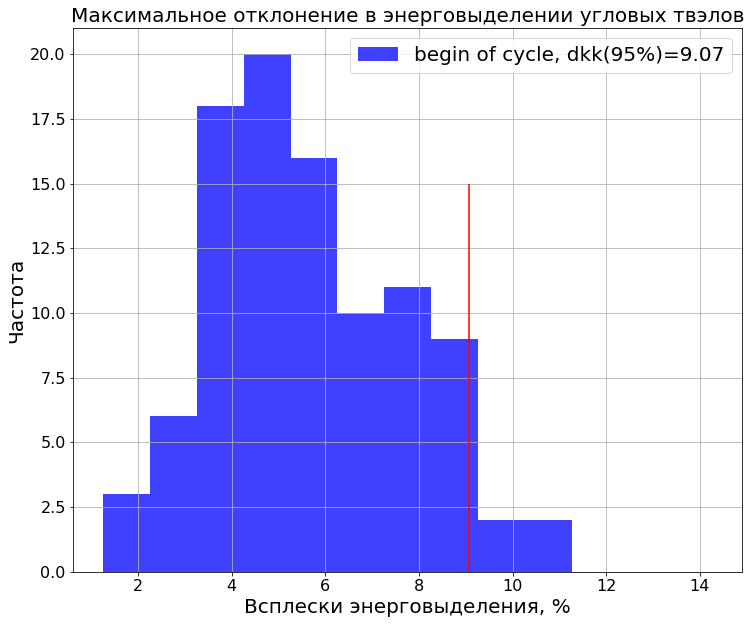 Максимальное отклонение в энерговыделении угловых твэлов
begin of cycle, dkk(95%)=9.07
20.0
17.5
15.0
12.5
10.0
7.5
5.0
2.5
0.0
Частота
2 4 6 8 10 12 14
Всплески энерговыделения, %